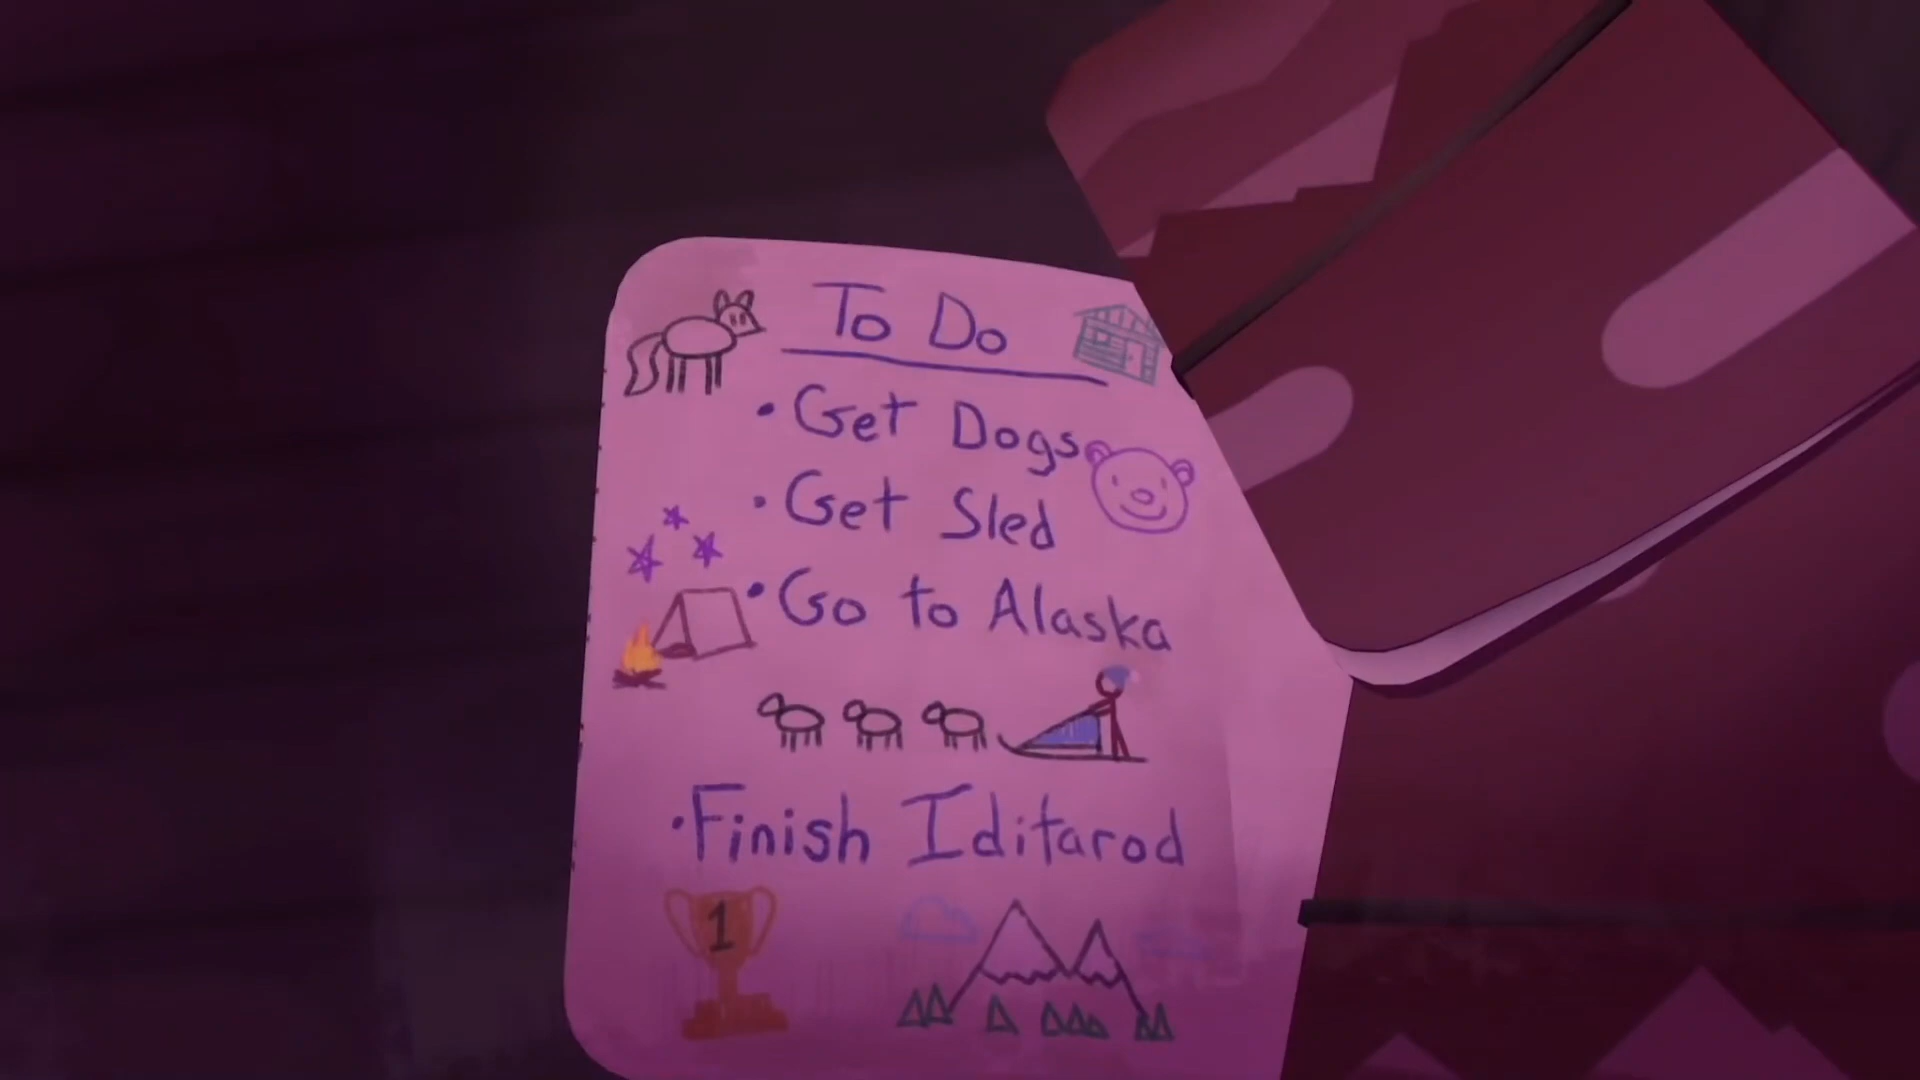 To Do
• Get Dogs
• Get Sled
• Go to Alaska
• Finish Iditarod
1